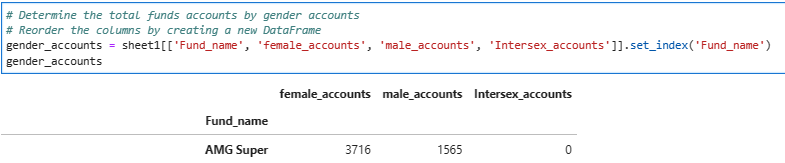 # Determine the total funds accounts by gender accounts
# Reorder the columns by creating a new DataFrame
gender_accounts = sheet1[['Fund_name', 'female_accounts', 'male_accounts', 'Intersex_accounts']].set_index('Fund_name')
gender_accounts
female_accounts male_accounts Intersex_accounts
Fund_name
AMG Super 3716 1565 0